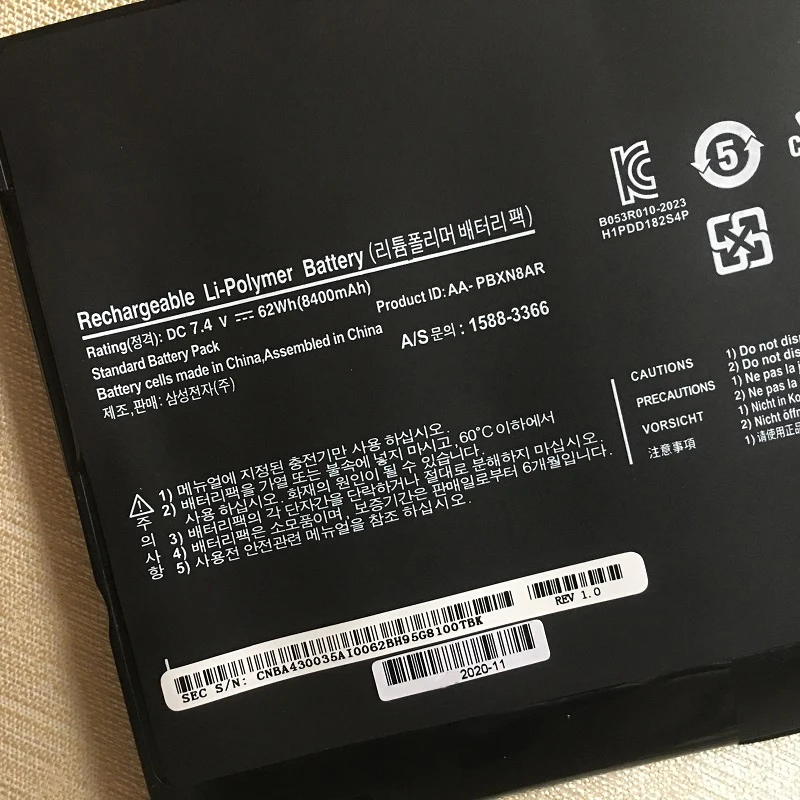 Rechargeable Li-Polymer Battery (리튬폴리머 배터리 팩)
Rating(정격): DC 7.4 V ⎓ 62Wh(8400mAh)
Product ID: AA- PBXN8AR
Standard Battery Pack
Battery cells made in China,Assembled in China
A/S 문의 : 1588-3366
제조, 판매: 삼성전자(주)
KC
B053R010-2023
H1PDD182S4P
5
주의사항
1) 메뉴얼에 지정된 충전기만 사용 하십시오.
2) 배터리팩을 가열 또는 불속에 넣지 마시고, 60°C 이하에서
사용 하십시오. 화재의 원인이 될 수 있습니다.
3) 배터리팩의 각 단자간을 단락하거나 절대로 분해하지 마십시오.
4) 배터리팩은 소모품이며, 보증기간은 판매일로부터 6개월입니다.
5) 사용전 안전관련 메뉴얼을 참조 하십시오.
CAUTIONS
PRECAUTIONS
VORSICHT
注意事項
1) Do not
2) Do not
1) Ne pas la
2) Ne pas la
1) Nicht in
2) Nicht
1) 请使用正
SEC S/N: CNBA430035AI0062BH95G8100TBK
REV 1.0
2020-11